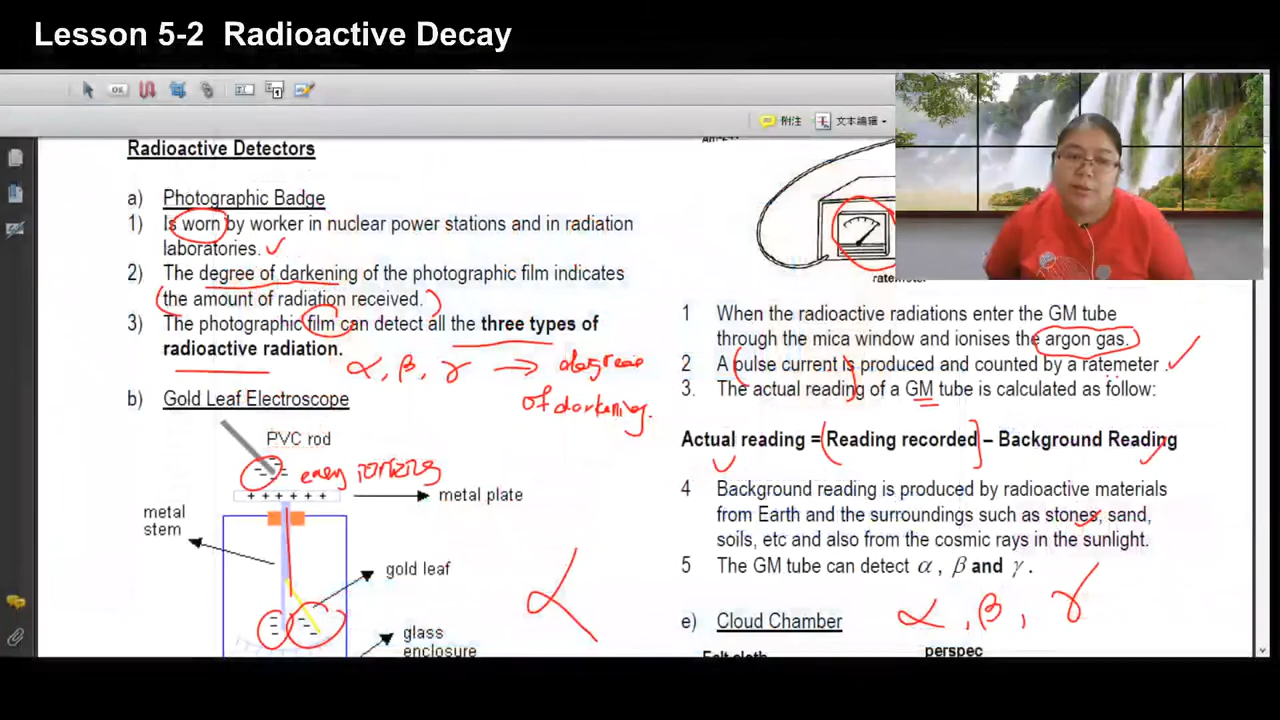 Lesson 5-2 Radioactive Decay
OK
附注
文本编辑
Radioactive Detectors
a) Photographic Badge
1) Is worn by worker in nuclear power stations and in radiation
laboratories.
2) The degree of darkening of the photographic film indicates
the amount of radiation received.
3) The photographic film can detect all the three types of
radioactive radiation.
α, β, γ → degree
of darkening.
b) Gold Leaf Electroscope
PVC rod
easy ionizing
metal plate
metal
stem
gold leaf
α
glass
enclosure
1 When the radioactive radiations enter the GM tube
through the mica window and ionises the argon gas.
2 A pulse current is produced and counted by a ratemeter.
3. The actual reading of a GM tube is calculated as follow:
Actual reading = Reading recorded – Background Reading
4 Background reading is produced by radioactive materials
from Earth and the surroundings such as stones, sand,
soils, etc and also from the cosmic rays in the sunlight.
5 The GM tube can detect α, β and γ.
α, β, γ
e) Cloud Chamber
Felt cloth
perspec